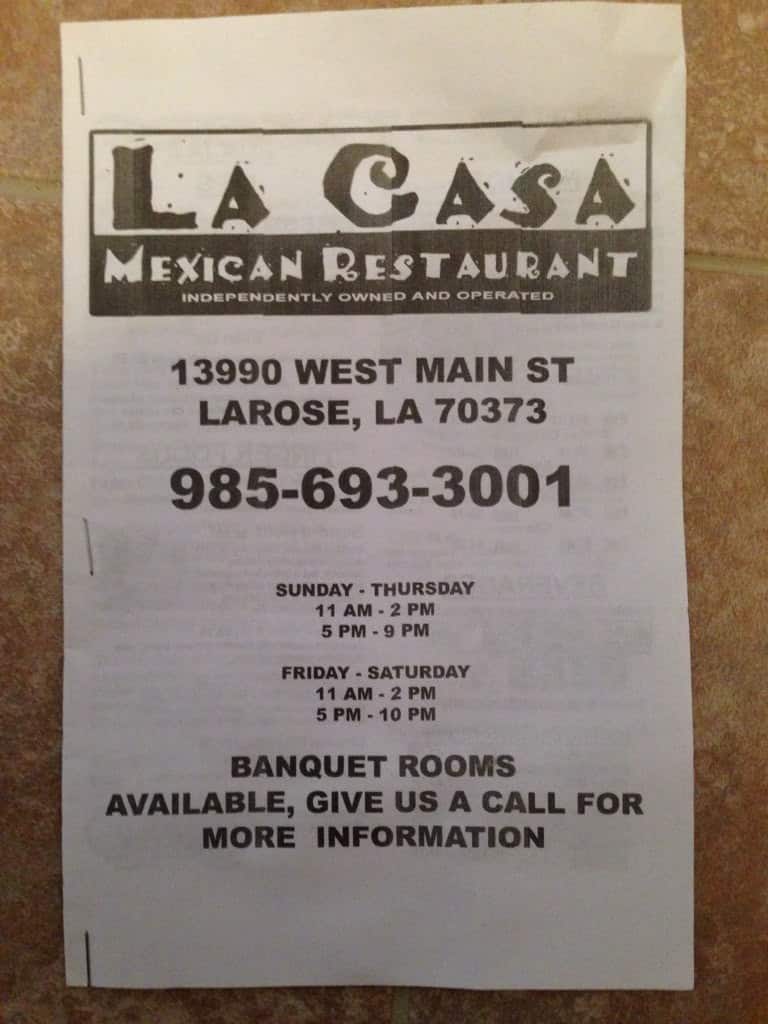 LA CASA
MEXICAN RESTAURANT
INDEPENDENTLY OWNED AND OPERATED
13990 WEST MAIN ST
LAROSE, LA 70373
985-693-3001
SUNDAY - THURSDAY
11 AM - 2 PM
5 PM - 9 PM
FRIDAY - SATURDAY
11 AM - 2 PM
5 PM - 10 PM
BANQUET ROOMS
AVAILABLE, GIVE US A CALL FOR
MORE INFORMATION